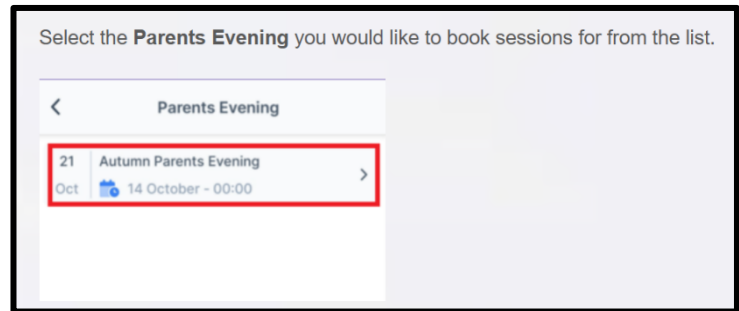 Select the Parents Evening you would like to book sessions for from the list.
Parents Evening
21 Autumn Parents Evening
Oct 14 October - 00:00